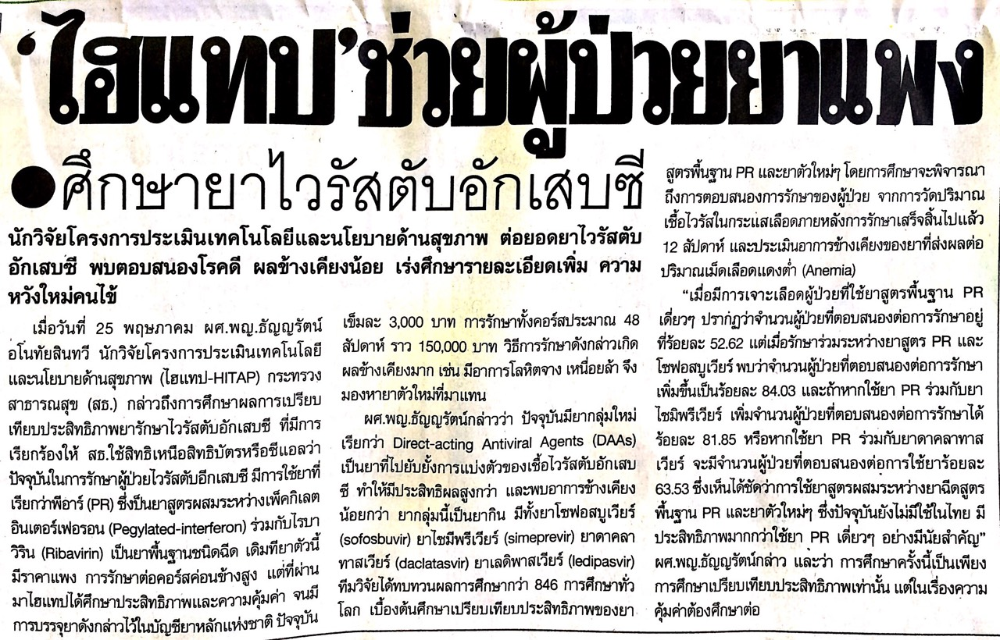 ‘ไฮแทป’ช่วยผู้ป่วยยาแพง
●ศึกษายาไวรัสตับอักเสบซี
นักวิจัยโครงการประเมินเทคโนโลยีและนโยบายด้านสุขภาพ ต่อยอดยาไวรัสตับ
อักเสบซี พบตอบสนองโรคดี ผลข้างเคียงน้อย เร่งศึกษารายละเอียดเพิ่ม ความ
หวังใหม่คนไข้
เมื่อวันที่ 25 พฤษภาคม ผศ.พญ.ธัญญรัตน์
อโนทัยสินทวี นักวิจัยโครงการประเมินเทคโนโลยี
และนโยบายด้านสุขภาพ (ไฮแทป-HITAP) กระทรวง
สาธารณสุข (สธ.) กล่าวถึงการศึกษาผลการเปรียบ
เทียบประสิทธิภาพยารักษาไวรัสตับอักเสบซี ที่มีการ
เรียกร้องให้ สธ.ใช้สิทธิเหนือสิทธิบัตรหรือซีแอลว่า
ปัจจุบันในการรักษาผู้ป่วยไวรัสตับอีกเสบซี มีการใช้ยาที่
เรียกว่าพีอาร์ (PR) ซึ่งป็นยาสูตรผสมระหว่างเพ็คกิเลต
อินเตอร์เฟอรอน (Pegylated-interferon) ร่วมกับไรบา
วิริน (Ribavirin) เป็นยาพื้นฐานชนิดฉีด เดิมทียาตัวนี้
มีราคาแพง การรักษาต่อคอร์สค่อนข้างสูง แต่ที่ผ่าน
มาไฮแทปได้ศึกษาประสิทธิภาพและความคุ้มค่า จนมี
การบรรจุยาดังกล่าวไว้ในบัญชียาหลักแห่งชาติ ปัจจุบัน
เข็มละ 3,000 บาท การรักษาทั้งคอร์สประมาณ 48
สัปดาห์ ราว 150,000 บาท วิธีการรักษาดังกล่าวเกิด
ผลข้างเคียงมาก เช่น มีอาการโลหิตจาง เหนื่อยล้า จึง
มองหายาตัวใหม่ที่มาแทน
ผศ.พญ.ธัญญรัตน์กล่าวว่า ปัจจุบันมียากลุ่มใหม่
เรียกว่า Direct-acting Antiviral Agents (DAAs)
เป็นยาที่ไปยับยั้งการแบ่งตัวของเชื้อไวรัสตับอักเสบ
ซี ทำให้มีประสิทธิผลสูงกว่า และพบอาการข้างเคียง
น้อยกว่า ยากลุ่มนี้เป็นยากิน มีทั้งยาโซฟอสบูเวียร์
(sofosbuvir) ยาไซมีพรีเวียร์ (simeprevir) ยาดาคลา
ทาสเวียร์ (daclatasvir) ยาเลดิพาสเวียร์ (ledipasvir)
ทีมวิจัยได้ทบทวนผลการศึกษากว่า 846 การศึกษาทั่ว
โลก เบื้องต้นศึกษาเปรียบเทียบประสิทธิภาพของยา
สูตรพื้นฐาน PR และยาตัวใหม่ๆ โดยการศึกษาจะพิจารณา
ถึงการตอบสนองการรักษาของผู้ป่วย จากการวัดปริมาณ
เชื้อไวรัสในกระแสเลือดภายหลังการรักษาเสร็จสิ้นไปแล้ว
12 สัปดาห์ และประเมินอาการข้างเคียงของยาที่ส่งผลต่อ
ปริมาณเม็ดเลือดแดงต่ำ (Anemia)
“เมื่อมีการเจาะเลือดผู้ป่วยที่ใช้ยาสูตรพื้นฐาน PR
เดี่ยวๆ ปรากฏว่าจำนวนผู้ป่วยที่ตอบสนองต่อการรักษาอยู่
ที่ร้อยละ 52.62 แต่เมื่อรักษาร่วมระหว่างยาสูตร PR และ
โซฟอสบูเวียร์ พบว่าจำนวนผู้ป่วยที่ตอบสนองต่อการรักษา
เพิ่มขึ้นเป็นร้อยละ 84.03 และถ้าหากใช้ยา PR ร่วมกับยา
ไซมิพรีเวียร์ เพิ่มจำนวนผู้ป่วยที่ตอบสนองต่อการรักษาได้
ร้อยละ 81.85 หรือหากใช้ยา PR ร่วมกับยาดาคลาทาส
เวียร์ จะมีจำนวนผู้ป่วยที่ตอบสนองต่อการใช้ยาร้อยละ
63.53 ซึ่งเห็นได้ชัดว่าการใช้ยาสูตรผสมระหว่างยาฉีดสูตร
พื้นฐาน PR และยาตัวใหม่ๆ ซึ่งปัจจุบันยังไม่มีใช้ในไทย มี
ประสิทธิภาพมากกว่าใช้ยา PR เดี่ยวๆ อย่างมีนัยสำคัญ”
ผศ.พญ.ธัญญรัตน์กล่าว และว่า การศึกษาครั้งนี้เป็นเพียง
การศึกษาเปรียบเทียบประสิทธิภาพเท่านั้น แต่ในเรื่องความ
คุ้มค่าต้องศึกษาต่อ